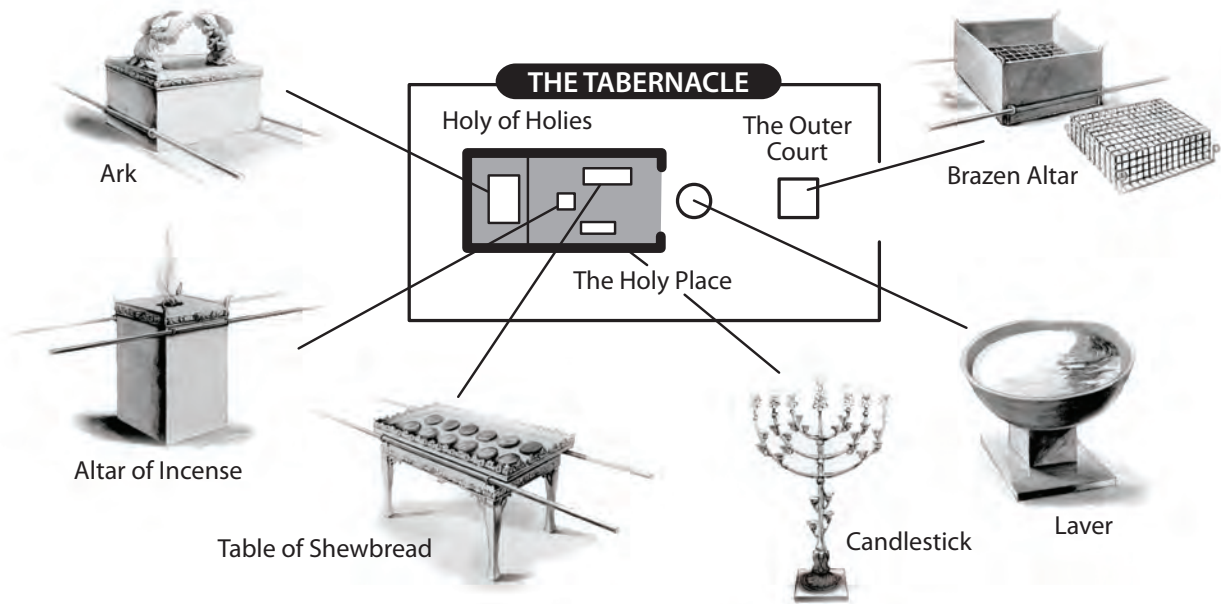 THE TABERNACLE
Holy of Holies
The Outer
Court
The Holy Place
Ark
Brazen Altar
Altar of Incense
Table of Shewbread
Candlestick
Laver